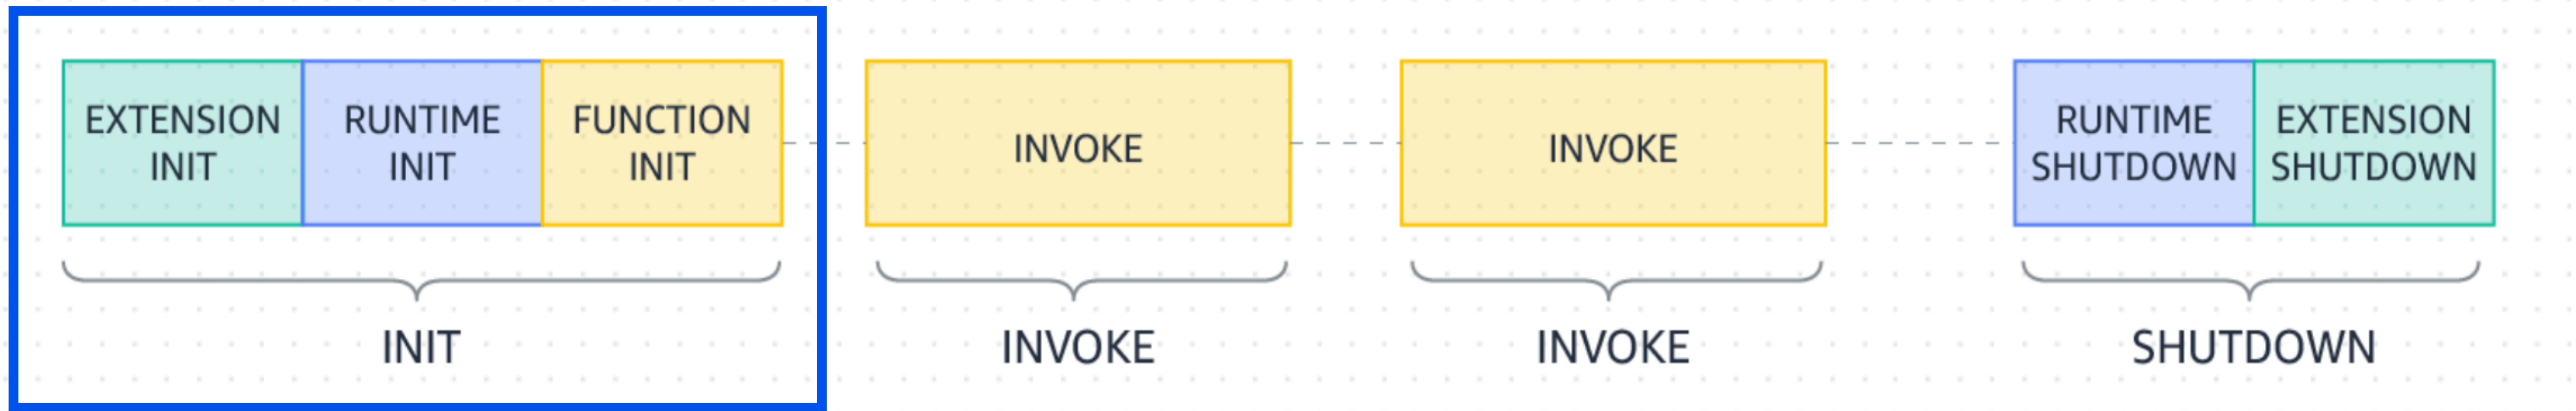 EXTENSION
INIT
RUNTIME
INIT
FUNCTION
INIT
INVOKE
INVOKE
RUNTIME
SHUTDOWN
EXTENSION
SHUTDOWN
INIT
INVOKE
INVOKE
SHUTDOWN